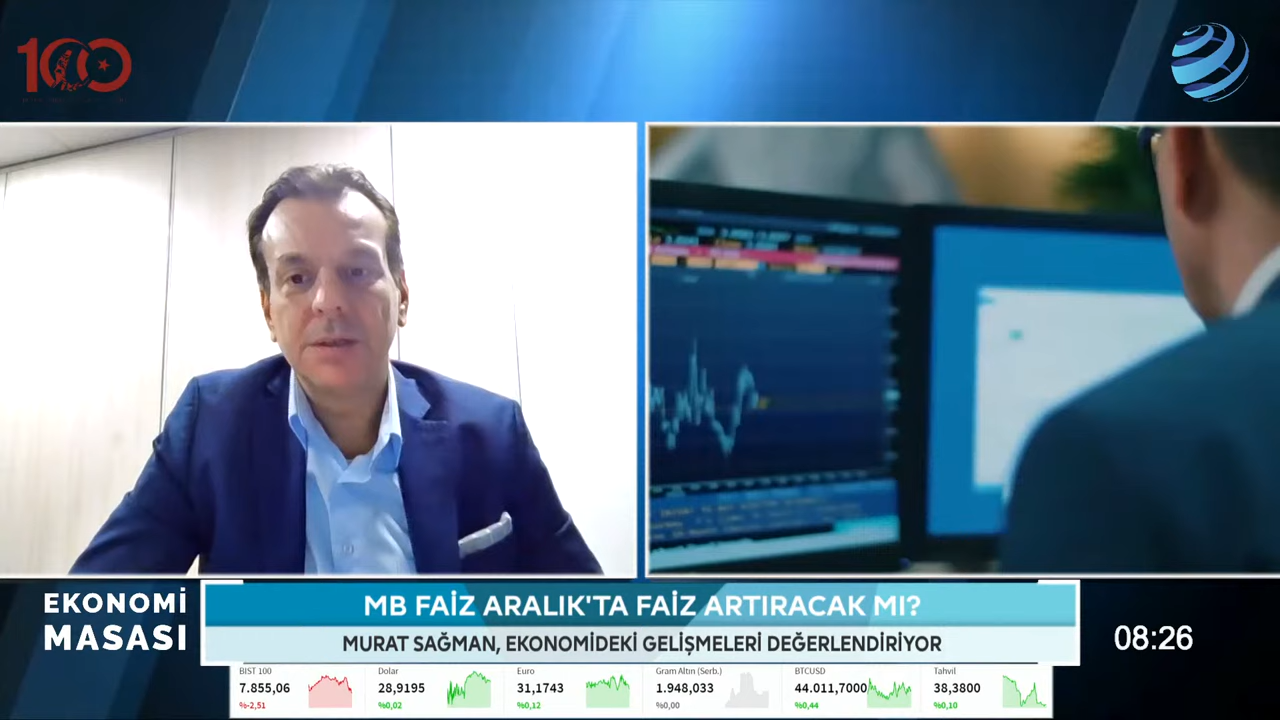 100
EKONOMİ
MASASI
MB FAİZ ARALIK'TA FAİZ ARTIRACAK MI?
MURAT SAĞMAN, EKONOMİDEKİ GELİŞMELERİ DEĞERLENDİRİYOR
08:26
BIST 100
7.855,06
%-2,51
Dolar
28,9195
%0,02
Euro
31,1743
%0,12
Gram Altın (Serb.)
1.948,033
%0,00
BTCUSD
44.011,7000
%0,44
Tahvil
38,3800
%0,10